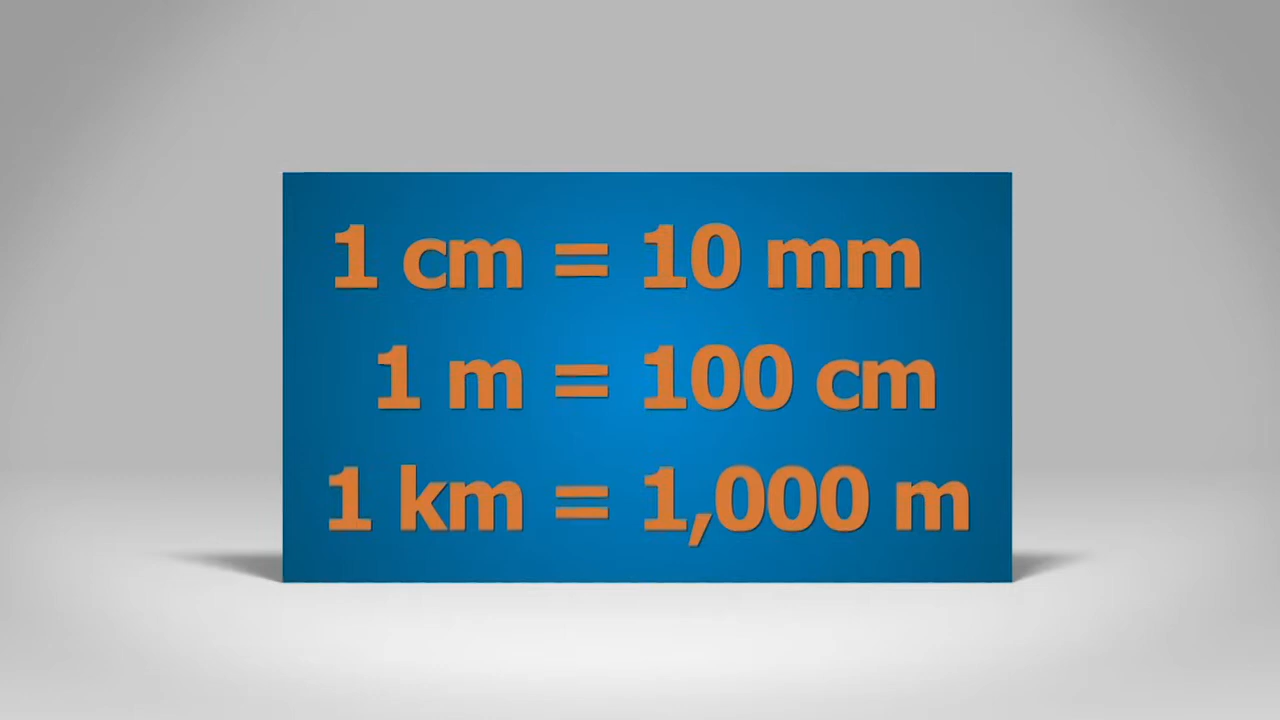 1 cm = 10 mm
1 m = 100 cm
1 km = 1,000 m